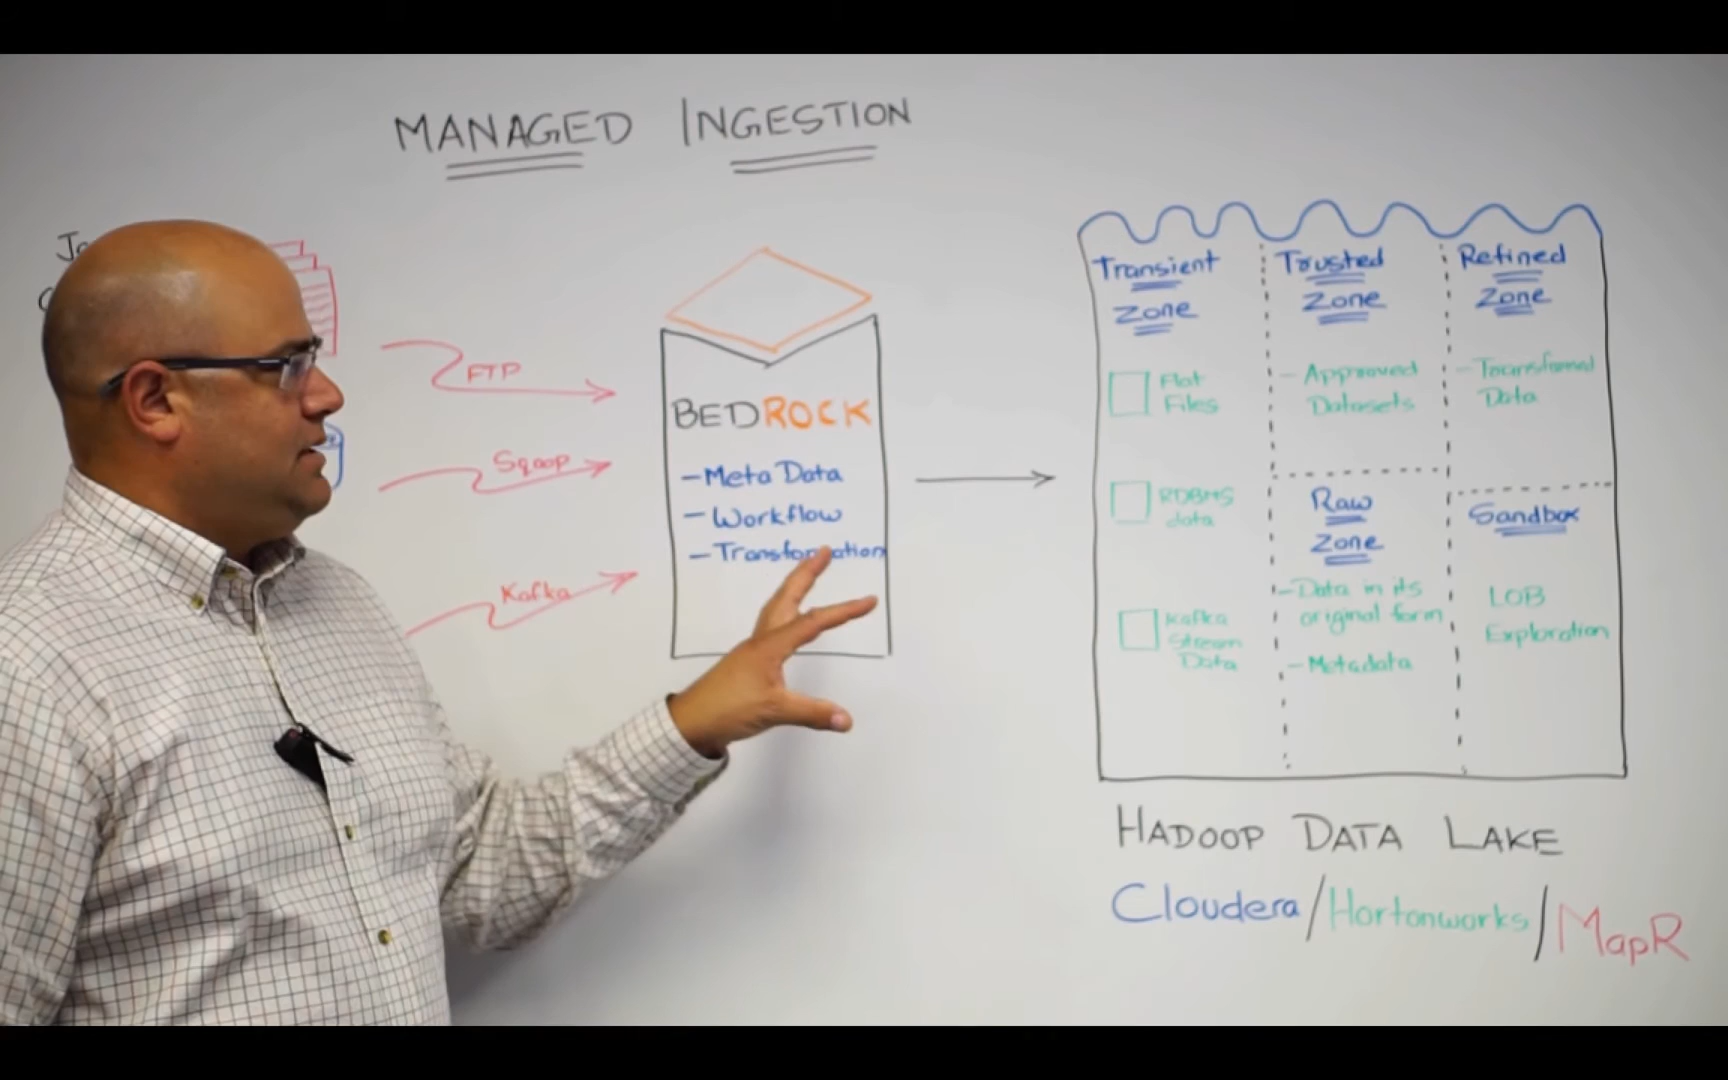 MANAGED INGESTION
FTP
Sqoop
Kafka
BEDROCK
- Meta Data
- Workflow
- Transformation
Transient
Zone
Flat
Files
RDBMS
data
Kafka
Stream
Data
Trusted
Zone
- Approved
Datasets
Raw
Zone
- Data in its
original form
- Metadata
Refined
Zone
- Transformed
Data
Sandbox
LOB
Exploration
HADOOP DATA LAKE
Cloudera/Hortonworks/MapR